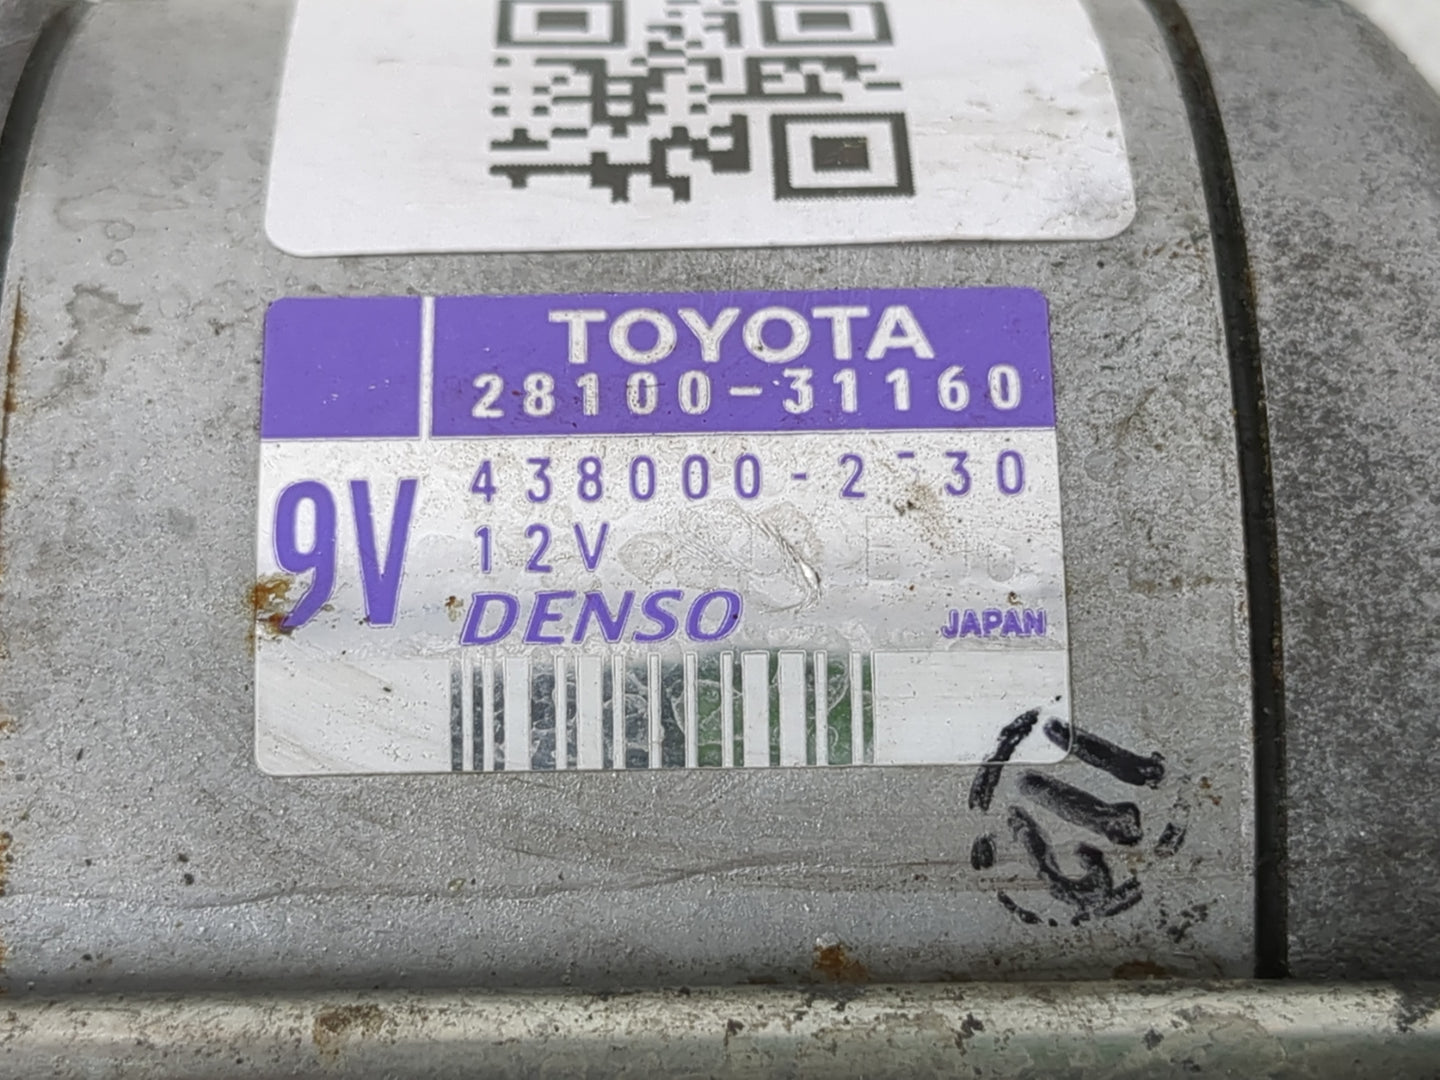 TOYOTA
28100-31160
9V
12V
DENSO
JAPAN